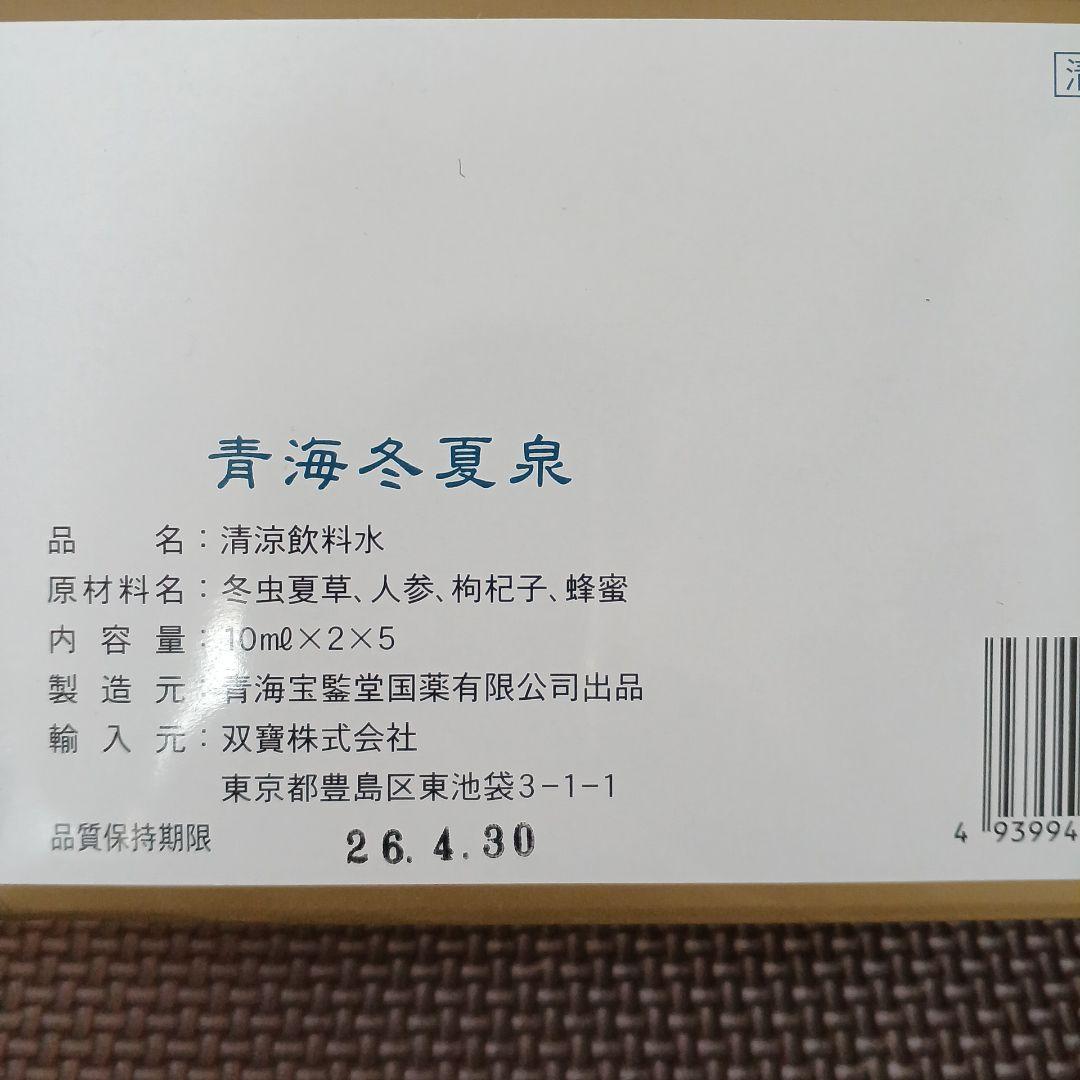 青海冬夏泉
品名：清涼飲料水
原材料名：冬虫夏草、人参、枸杞子、蜂蜜
内容量：10mℓ×2×5
製造元：青海宝鑒堂国薬有限公司出品
輸入元：双寶株式会社
東京都豊島区東池袋3-1-1
品質保持期限 26.4.30
4 93994